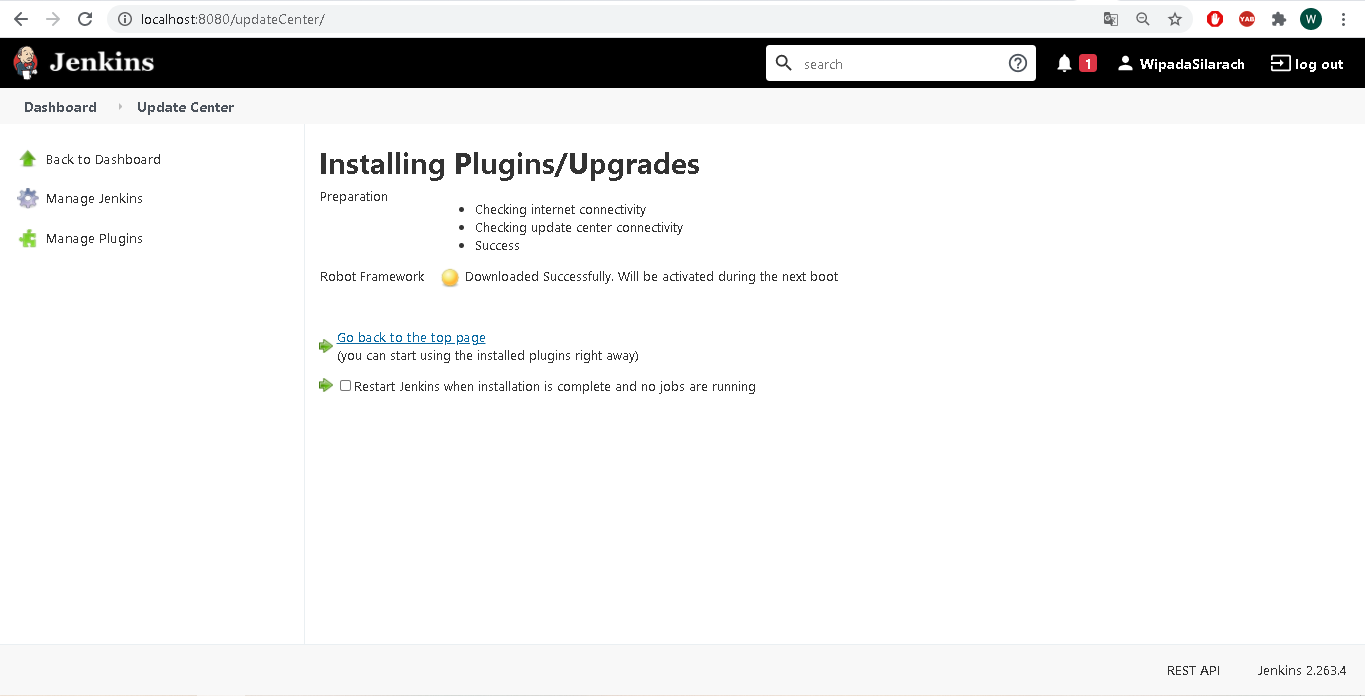 localhost:8080/updateCenter/
YAB
W
Jenkins
search
1
WipadaSilarach
log out
Dashboard
Update Center
Back to Dashboard
Manage Jenkins
Manage Plugins
Installing Plugins/Upgrades
Preparation
Checking internet connectivity
Checking update center connectivity
Success
Robot Framework
Downloaded Successfully. Will be activated during the next boot
Go back to the top page
(you can start using the installed plugins right away)
Restart Jenkins when installation is complete and no jobs are running
REST API
Jenkins 2.263.4